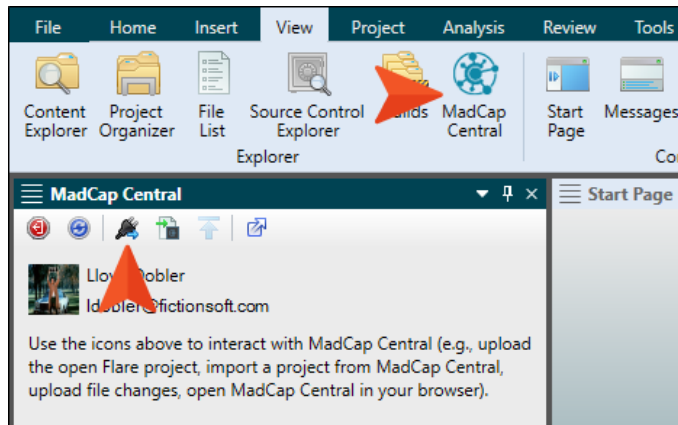 File Home Insert View Project Analysis Review Tools
Content Explorer Project Organizer File List Source Control Explorer MadCap Central Start Page Messages
Explorer
MadCap Central Start Page
Lloyd Dobler
ldobler@fictionsoft.com
Use the icons above to interact with MadCap Central (e.g., upload
the open Flare project, import a project from MadCap Central,
upload file changes, open MadCap Central in your browser).